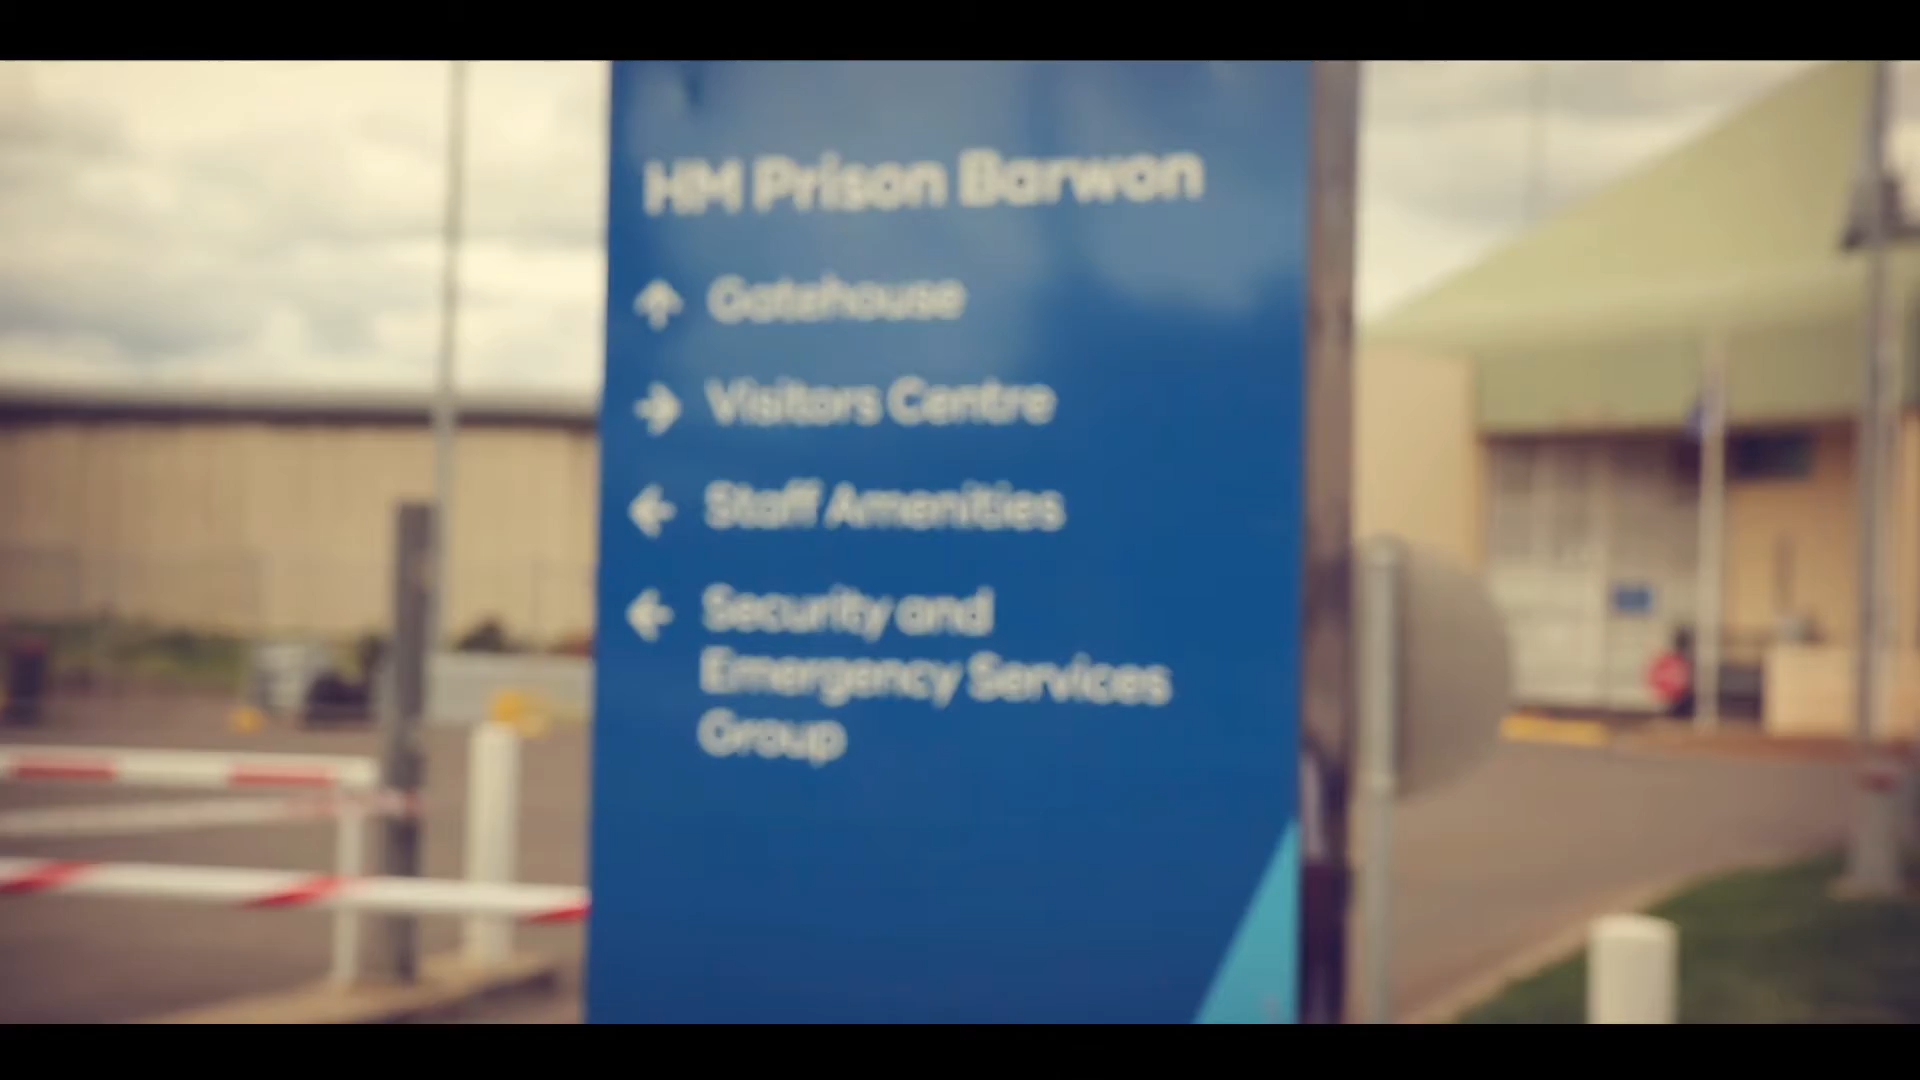 HM Prison Barwon
↑ Gatehouse
→ Visitors Centre
← Staff Amenities
← Security and
Emergency Services
Group